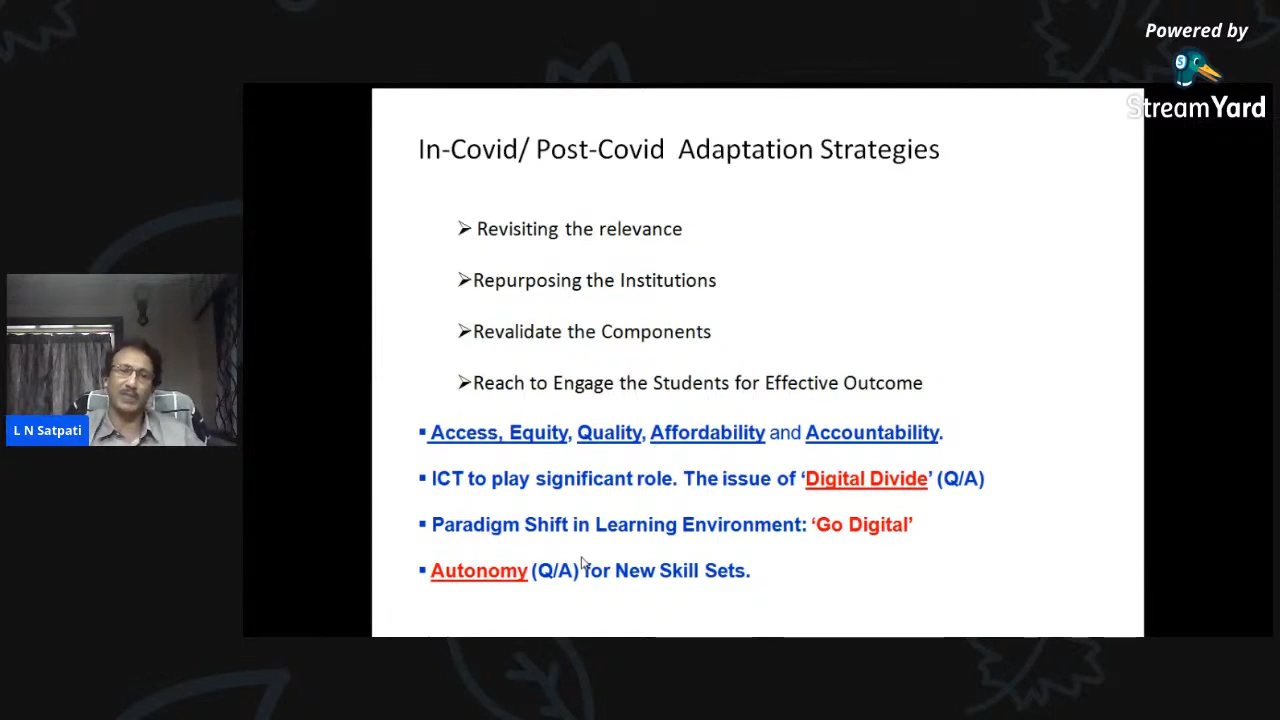 Powered by
StreamYard
In-Covid/ Post-Covid Adaptation Strategies
➢ Revisiting the relevance
➢Repurposing the Institutions
➢Revalidate the Components
➢Reach to Engage the Students for Effective Outcome
▪ Access, Equity, Quality, Affordability and Accountability.
▪ ICT to play significant role. The issue of ‘Digital Divide’ (Q/A)
▪ Paradigm Shift in Learning Environment: ‘Go Digital’
▪ Autonomy (Q/A) for New Skill Sets.
L N Satpati